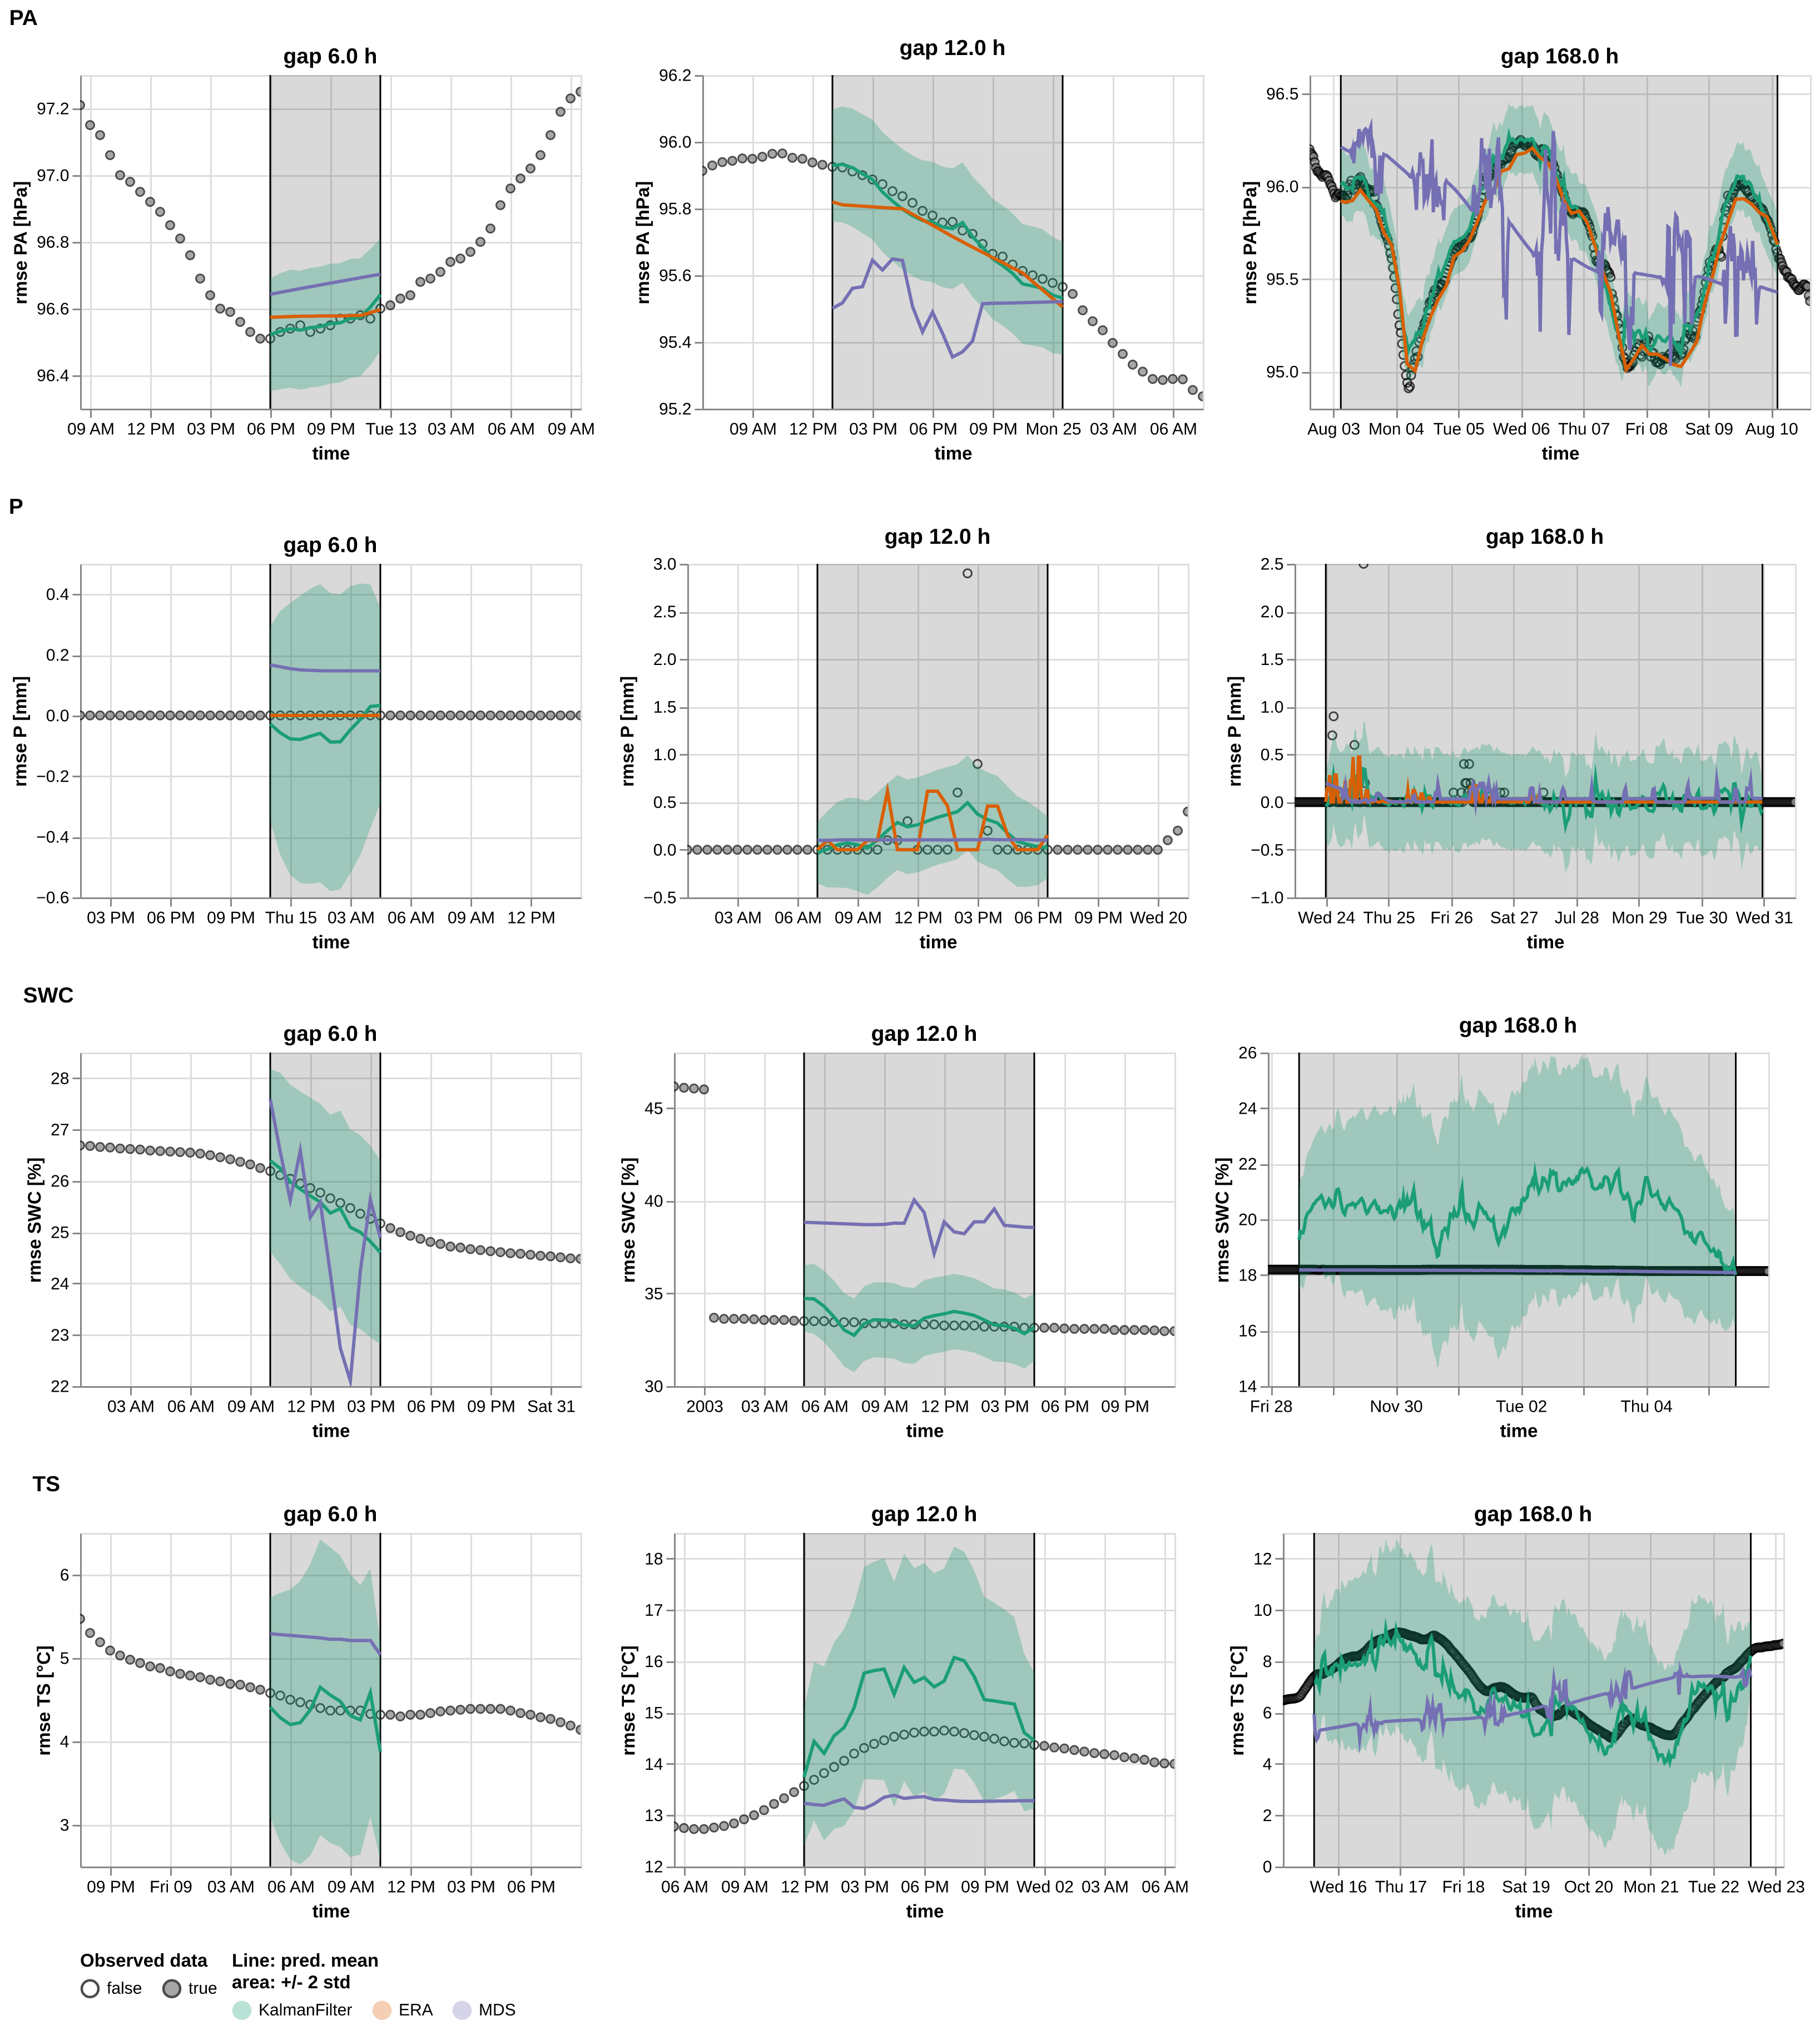 PA
gap 6.0 h
gap 12.0 h
gap 168.0 h
rmse PA [hPa]
97.2
97.0
96.8
96.6
96.4
09 AM 12 PM 03 PM 06 PM 09 PM Tue 13 03 AM 06 AM 09 AM
time
rmse PA [hPa]
96.2
96.0
95.8
95.6
95.4
95.2
09 AM 12 PM 03 PM 06 PM 09 PM Mon 25 03 AM 06 AM
time
rmse PA [hPa]
96.5
96.0
95.5
95.0
Aug 03 Mon 04 Tue 05 Wed 06 Thu 07 Fri 08 Sat 09 Aug 10
time
P
gap 6.0 h
gap 12.0 h
gap 168.0 h
rmse P [mm]
0.4
0.2
0.0
−0.2
−0.4
−0.6
03 PM 06 PM 09 PM Thu 15 03 AM 06 AM 09 AM 12 PM
time
rmse P [mm]
3.0
2.5
2.0
1.5
1.0
0.5
0.0
−0.5
03 AM 06 AM 09 AM 12 PM 03 PM 06 PM 09 PM Wed 20
time
rmse P [mm]
2.5
2.0
1.5
1.0
0.5
0.0
−0.5
−1.0
Wed 24 Thu 25 Fri 26 Sat 27 Jul 28 Mon 29 Tue 30 Wed 31
time
SWC
gap 6.0 h
gap 12.0 h
gap 168.0 h
rmse SWC [%]
28
27
26
25
24
23
22
03 AM 06 AM 09 AM 12 PM 03 PM 06 PM 09 PM Sat 31
time
rmse SWC [%]
45
40
35
30
2003 03 AM 06 AM 09 AM 12 PM 03 PM 06 PM 09 PM
time
rmse SWC [%]
26
24
22
20
18
16
14
Fri 28 Nov 30 Tue 02 Thu 04
time
TS
gap 6.0 h
gap 12.0 h
gap 168.0 h
rmse TS [°C]
6
5
4
3
09 PM Fri 09 03 AM 06 AM 09 AM 12 PM 03 PM 06 PM
time
rmse TS [°C]
18
17
16
15
14
13
12
06 AM 09 AM 12 PM 03 PM 06 PM 09 PM Wed 02 03 AM 06 AM
time
rmse TS [°C]
12
10
8
6
4
2
0
Wed 16 Thu 17 Fri 18 Sat 19 Oct 20 Mon 21 Tue 22 Wed 23
time
Observed data
false true
Line: pred. mean
area: +/- 2 std
KalmanFilter ERA MDS